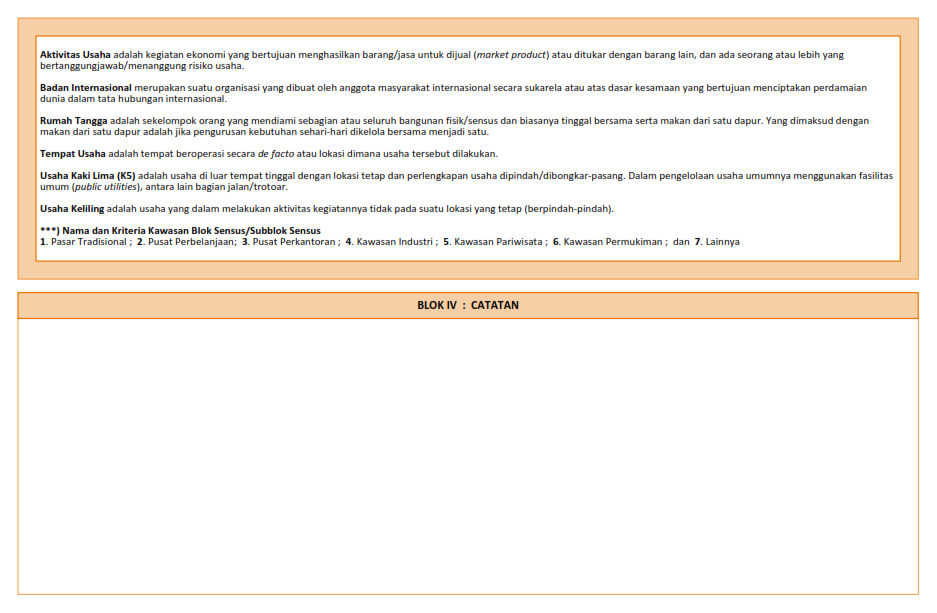 Aktivitas Usaha adalah kegiatan ekonomi yang bertujuan menghasilkan barang/jasa untuk dijual (market product) atau ditukar dengan barang lain, dan ada seorang atau lebih yang
bertanggungjawab/menanggung risiko usaha.
Badan Internasional merupakan suatu organisasi yang dibuat oleh anggota masyarakat internasional secara sukarela atau atas dasar kesamaan yang bertujuan menciptakan perdamaian
dunia dalam tata hubungan internasional.
Rumah Tangga adalah sekelompok orang yang mendiami sebagian atau seluruh bangunan fisik/sensus dan biasanya tinggal bersama serta makan dari satu dapur. Yang dimaksud dengan
makan dari satu dapur adalah jika pengurusan kebutuhan sehari-hari dikelola bersama menjadi satu.
Tempat Usaha adalah tempat beroperasi secara de facto atau lokasi dimana usaha tersebut dilakukan.
Usaha Kaki Lima (K5) adalah usaha di luar tempat tinggal dengan lokasi tetap dan perlengkapan usaha dipindah/dibongkar-pasang. Dalam pengelolaan usaha umumnya menggunakan fasilitas
umum (public utilities), antara lain bagian jalan/trotoar.
Usaha Keliling adalah usaha yang dalam melakukan aktivitas kegiatannya tidak pada suatu lokasi yang tetap (berpindah-pindah).
***) Nama dan Kriteria Kawasan Blok Sensus/Subblok Sensus
1. Pasar Tradisional ; 2. Pusat Perbelanjaan; 3. Pusat Perkantoran ; 4. Kawasan Industri ; 5. Kawasan Pariwisata ; 6. Kawasan Permukiman ; dan 7. Lainnya
BLOK IV : CATATAN